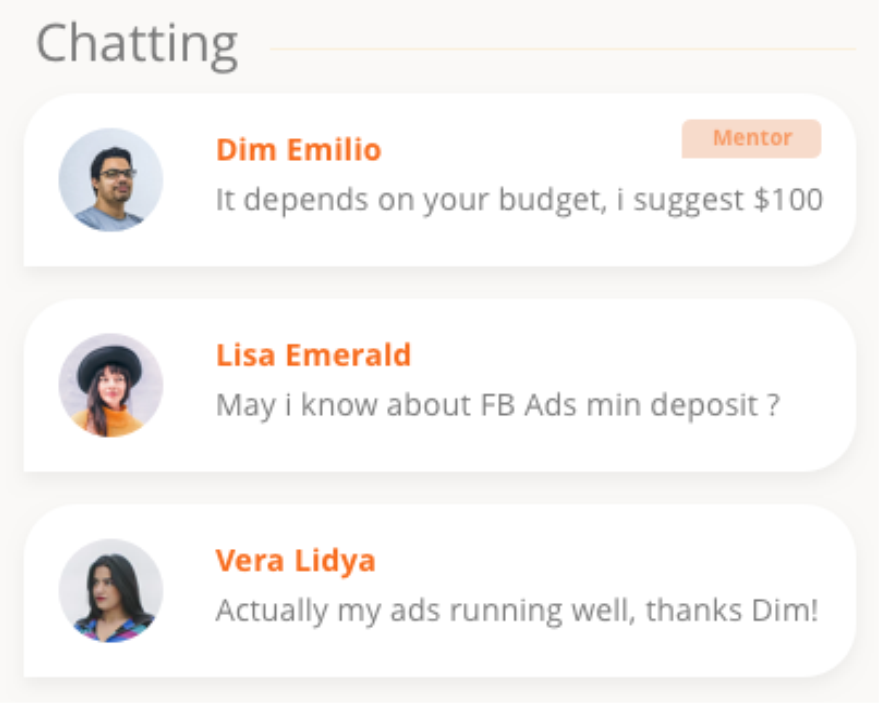 Chatting
Dim Emilio
Mentor
It depends on your budget, i suggest $100
Lisa Emerald
May i know about FB Ads min deposit ?
Vera Lidya
Actually my ads running well, thanks Dim!